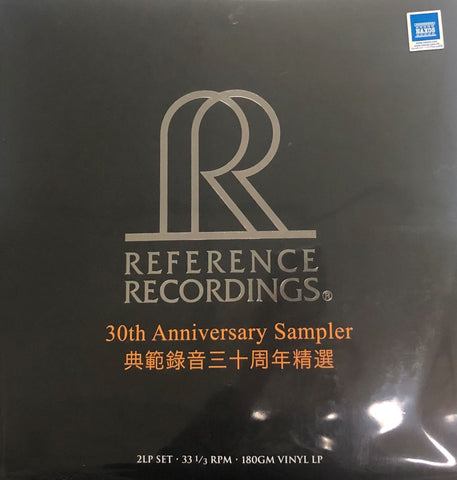 NAXOS
REFERENCE
RECORDINGS®
30th Anniversary Sampler
典範錄音三十周年精選
2LP SET · 33 1/3 RPM · 180GM VINYL LP